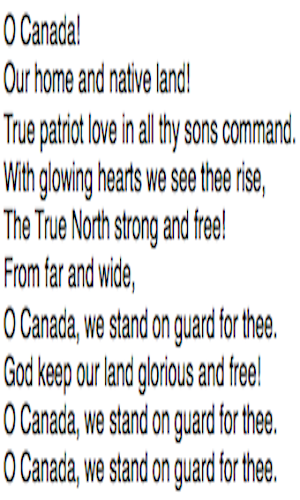 O Canada!
Our home and native land!
True patriot love in all thy sons command.
With glowing hearts we see thee rise,
The True North strong and free!
From far and wide,
O Canada, we stand on guard for thee.
God keep our land glorious and free!
O Canada, we stand on guard for thee.
O Canada, we stand on guard for thee.